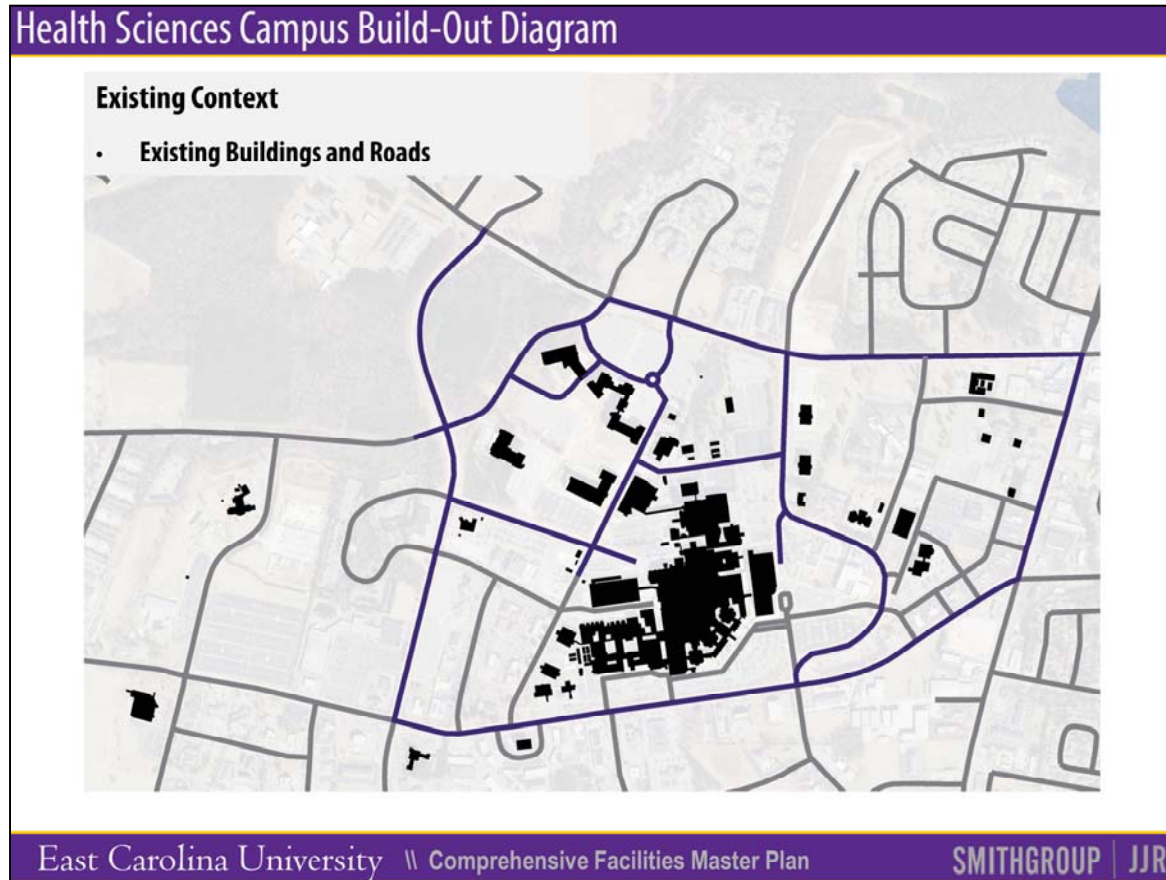 Health Sciences Campus Build-Out Diagram
Existing Context
• Existing Buildings and Roads
East Carolina University \\ Comprehensive Facilities Master Plan SMITHGROUP | JJR